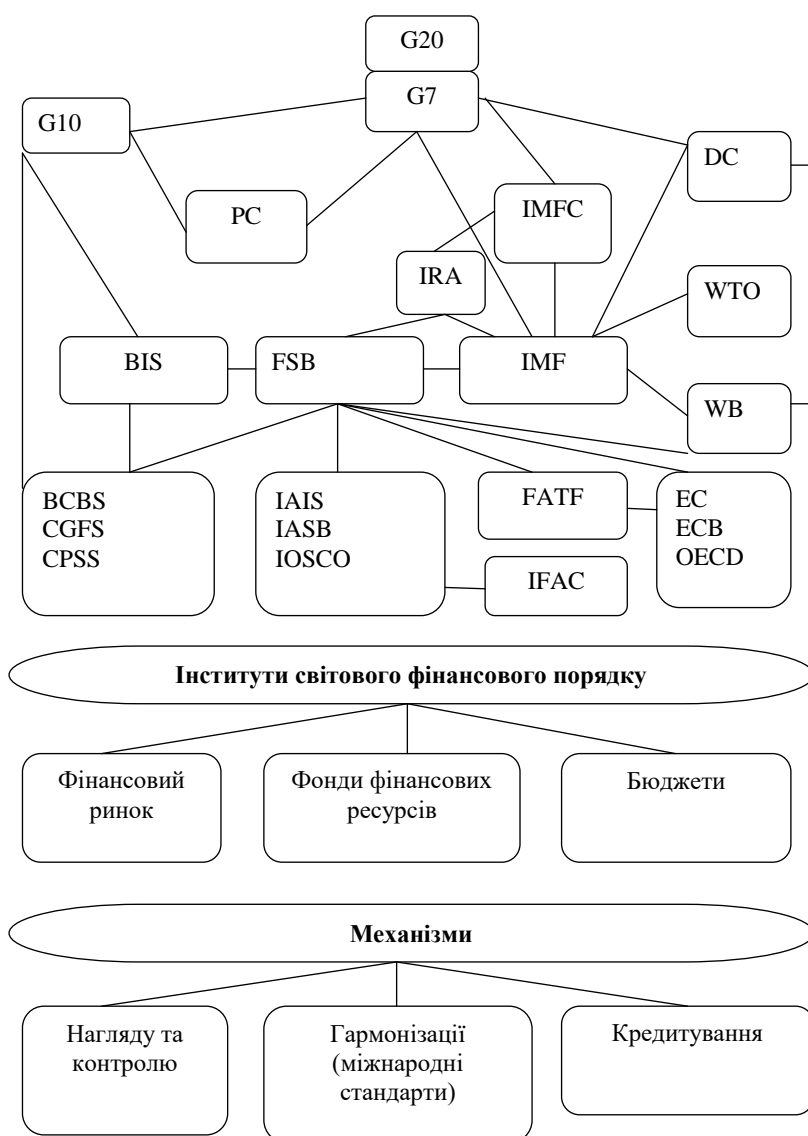 G20
G7
G10
DC
PC
IMFC
IRA
WTO
BIS
FSB
IMF
WB
BCBS
CGFS
CPSS
IAIS
IASB
IOSCO
FATF
IFAC
EC
ECB
OECD
Інститути світового фінансового порядку
Фінансовий
ринок
Фонди фінансових
ресурсів
Бюджети
Механізми
Нагляду та
контролю
Гармонізації
(міжнародні
стандарти)
Кредитування